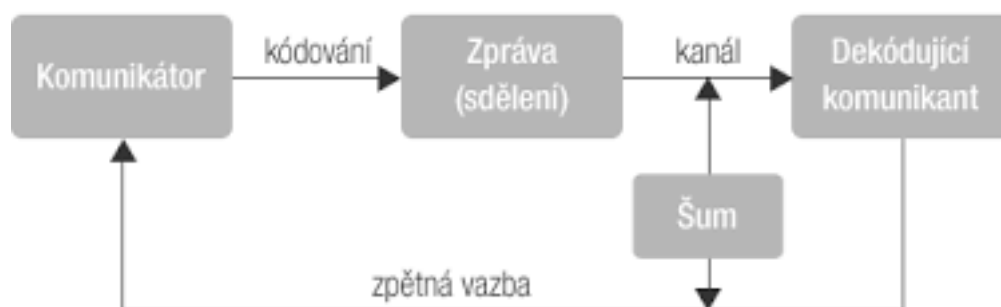 Komunikátor
kódování
Zpráva
(sdělení)
kanál
Dekódující
komunikant
Šum
zpětná vazba